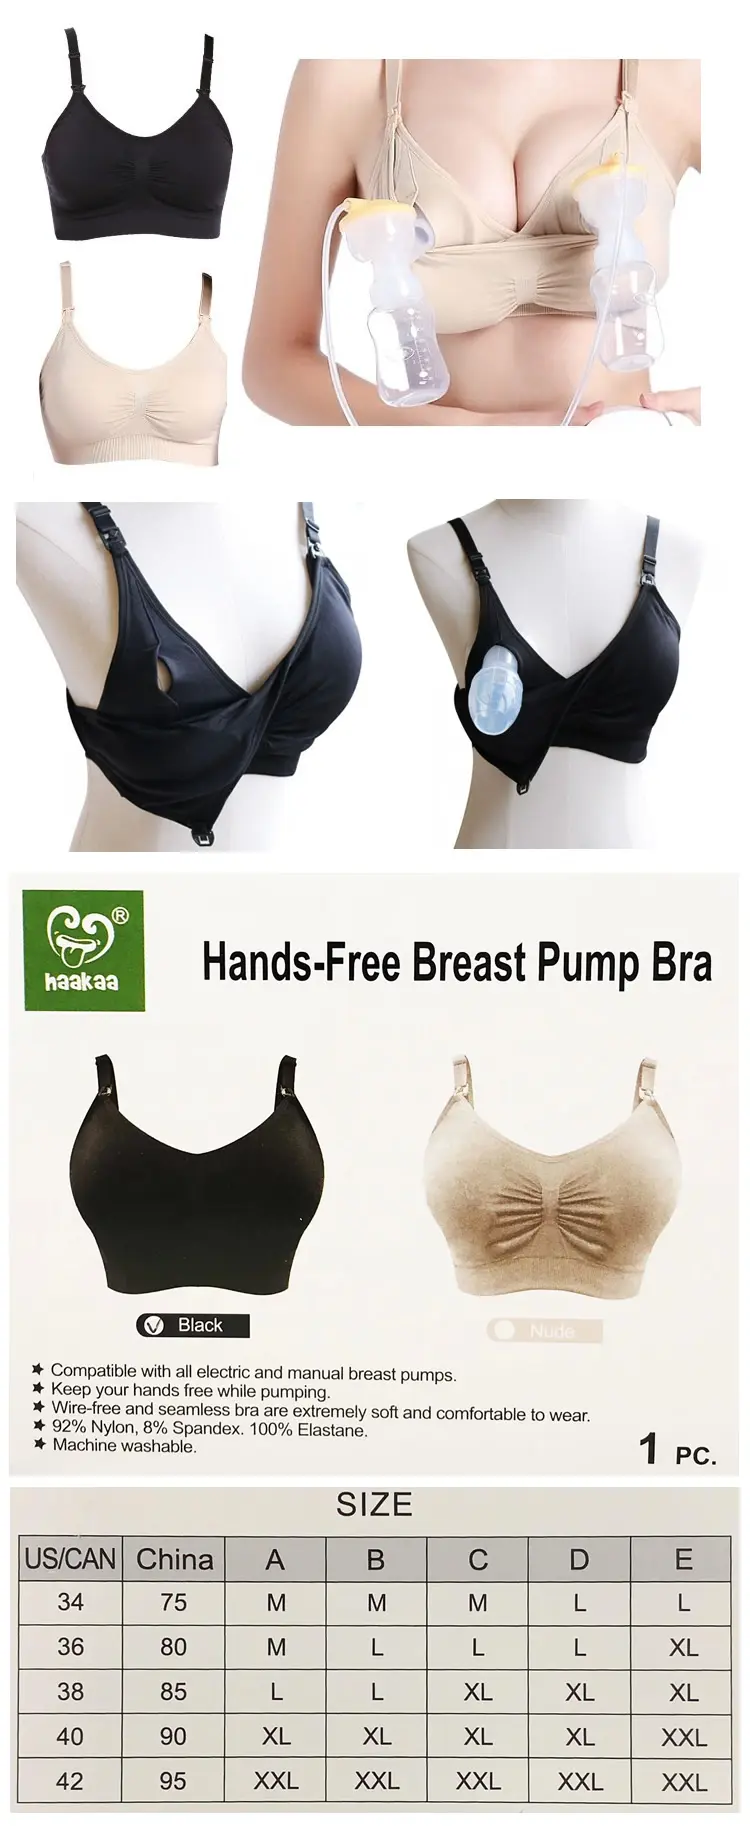 haakaa
®
Hands-Free Breast Pump Bra
Black
Nude
★ Compatible with all electric and manual breast pumps.
★ Keep your hands free while pumping.
★ Wire-free and seamless bra are extremely soft and comfortable to wear.
★ 92% Nylon, 8% Spandex. 100% Elastane.
★ Machine washable.
1 PC.
SIZE
US/CAN China A B C D E
34 75 M M M L L
36 80 M L L L XL
38 85 L L XL XL XL
40 90 XL XL XL XL XXL
42 95 XXL XXL XXL XXL XXL